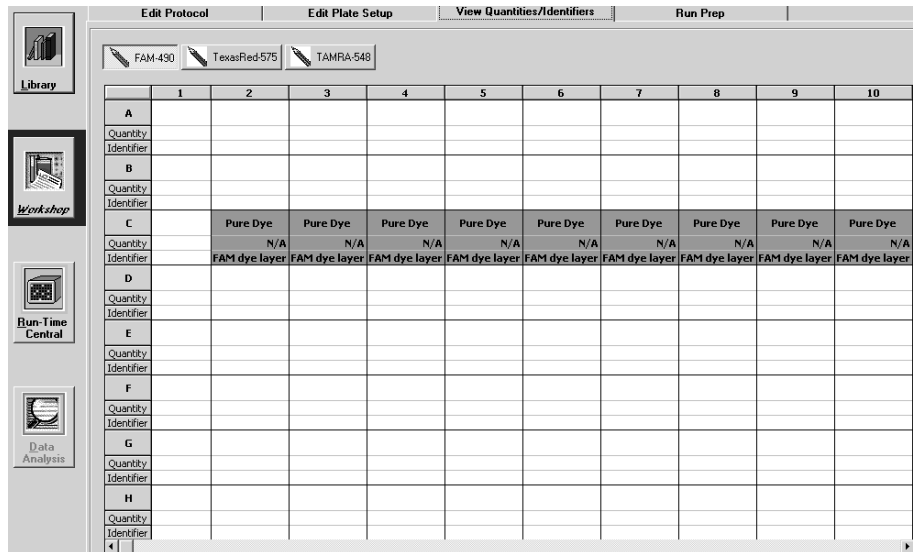 Edit Protocol Edit Plate Setup View Quantities/Identifiers Run Prep
FAM-490 TexasRed-575 TAMRA-548
Library
Workshop
Run-Time
Central
Data
Analysis
1 2 3 4 5 6 7 8 9 10
A
Quantity
Identifier
B
Quantity
Identifier
C Pure Dye Pure Dye Pure Dye Pure Dye Pure Dye Pure Dye Pure Dye Pure Dye Pure Dye
Quantity N/A N/A N/A N/A N/A N/A N/A N/A N/A
Identifier FAM dye layer FAM dye layer FAM dye layer FAM dye layer FAM dye layer FAM dye layer FAM dye layer FAM dye layer FAM dye layer
D
Quantity
Identifier
E
Quantity
Identifier
F
Quantity
Identifier
G
Quantity
Identifier
H
Quantity
Identifier